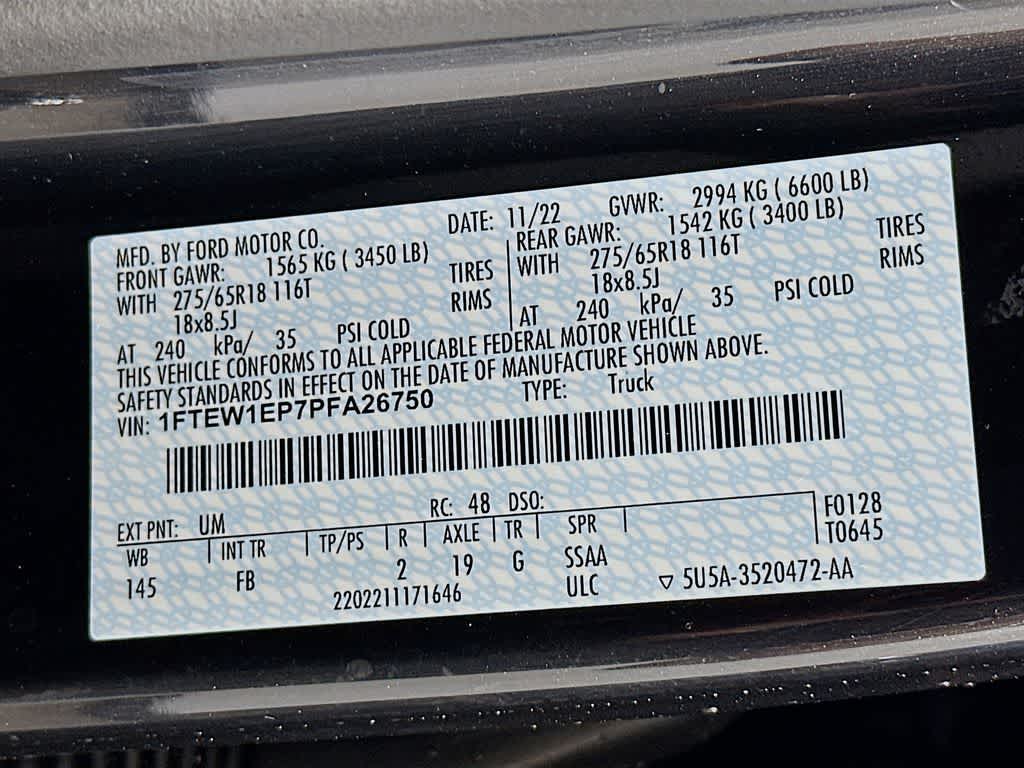 MFD. BY FORD MOTOR CO. DATE: 11/22 GVWR: 2994 KG ( 6600 LB)
FRONT GAWR: 1565 KG ( 3450 LB) REAR GAWR: 1542 KG ( 3400 LB)
WITH 275/65R18 116T TIRES WITH 275/65R18 116T TIRES
18x8.5J RIMS 18x8.5J RIMS
AT 240 kPa/ 35 PSI COLD AT 240 kPa/ 35 PSI COLD
THIS VEHICLE CONFORMS TO ALL APPLICABLE FEDERAL MOTOR VEHICLE
SAFETY STANDARDS IN EFFECT ON THE DATE OF MANUFACTURE SHOWN ABOVE.
VIN: 1FTEW1EP7PFA26750 TYPE: Truck
EXT PNT: UM RC: 48 DSO: F0128
WB INT TR TP/PS R AXLE TR SPR T0645
145 FB 2 19 G SSAA
2202211171646 ULC ▽ 5U5A-3520472-AA